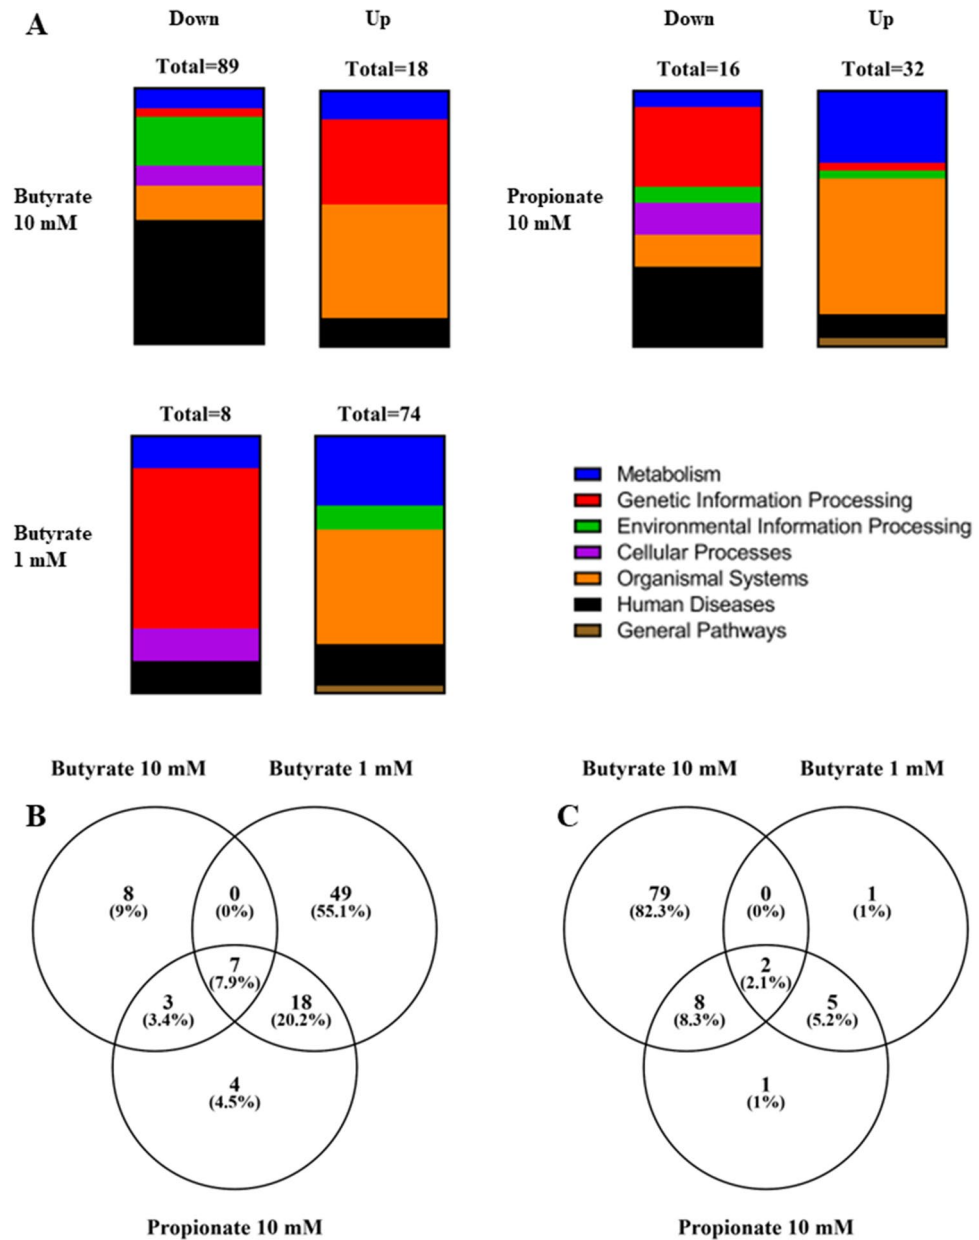 A
Down
Up
Down
Up
Total=89
Total=18
Total=16
Total=32
Butyrate
10 mM
Propionate
10 mM
Total=8
Total=74
Butyrate
1 mM
Metabolism
Genetic Information Processing
Environmental Information Processing
Cellular Processes
Organismal Systems
Human Diseases
General Pathways
B
Butyrate 10 mM
Butyrate 1 mM
8
(9%)
0
(0%)
49
(55.1%)
7
(7.9%)
3
(3.4%)
18
(20.2%)
4
(4.5%)
Propionate 10 mM
C
Butyrate 10 mM
Butyrate 1 mM
79
(82.3%)
0
(0%)
1
(1%)
2
(2.1%)
8
(8.3%)
5
(5.2%)
1
(1%)
Propionate 10 mM